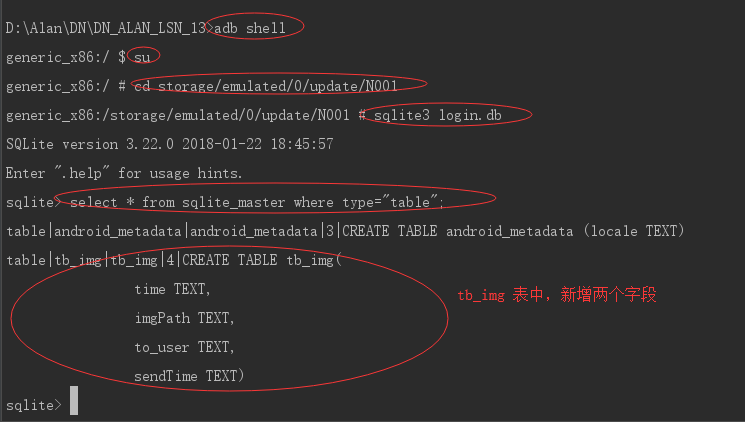 D:\Alan\DN\DN_ALAN_LSN_13>adb shell
generic_x86:/ $ su
generic_x86:/ # cd storage/emulated/0/update/N001
generic_x86:/storage/emulated/0/update/N001 # sqlite3 login.db
SQLite version 3.22.0 2018-01-22 18:45:57
Enter ".help" for usage hints.
sqlite> select * from sqlite_master where type="table";
table|android_metadata|android_metadata|3|CREATE TABLE android_metadata (locale TEXT)
table|tb_img|tb_img|4|CREATE TABLE tb_img(
time TEXT,
tb_img 表中，新增两个字段
imgPath TEXT,
to_user TEXT,
sendTime TEXT)
sqlite>